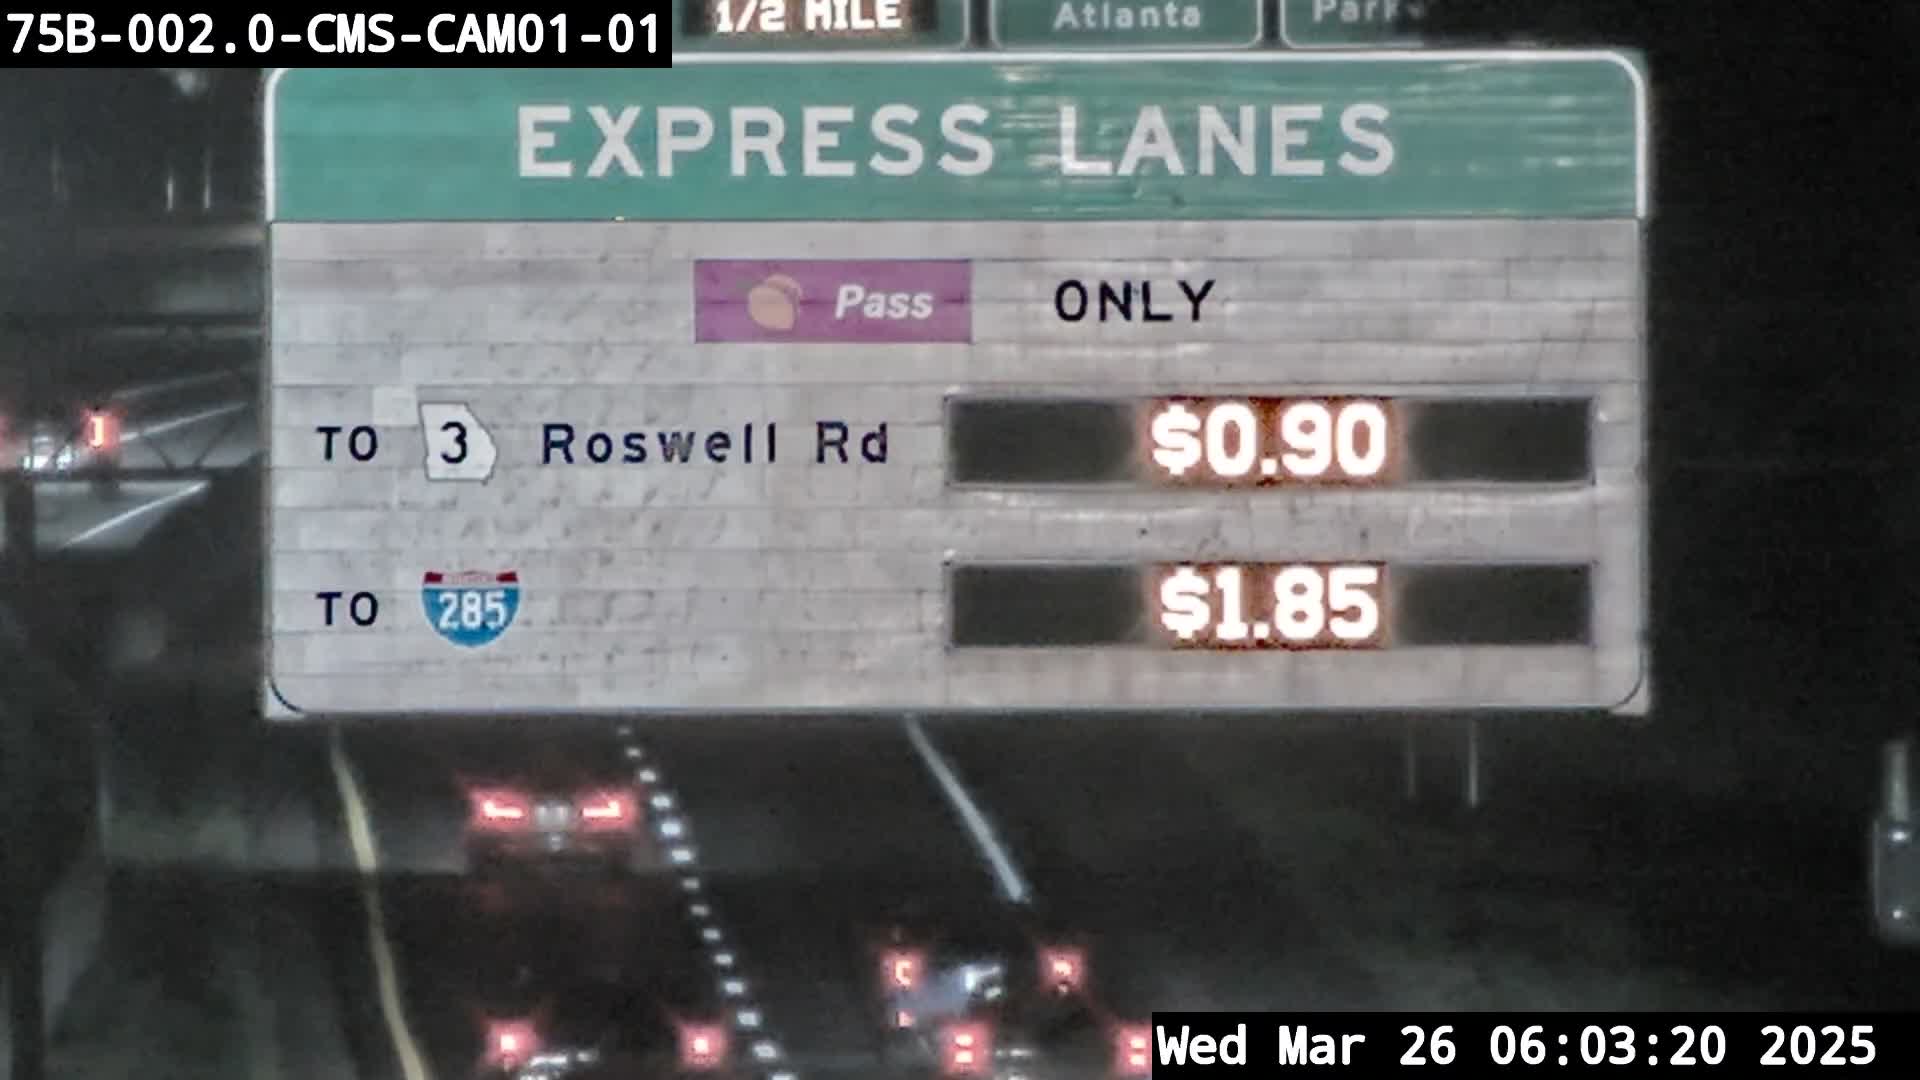 75B-002.0-CMS-CAM01-01
1/2 MILE
Atlanta
Park
EXPRESS LANES
Pass ONLY
TO 3 Roswell Rd $0.90
TO 285 $1.85
Wed Mar 26 06:03:20 2025